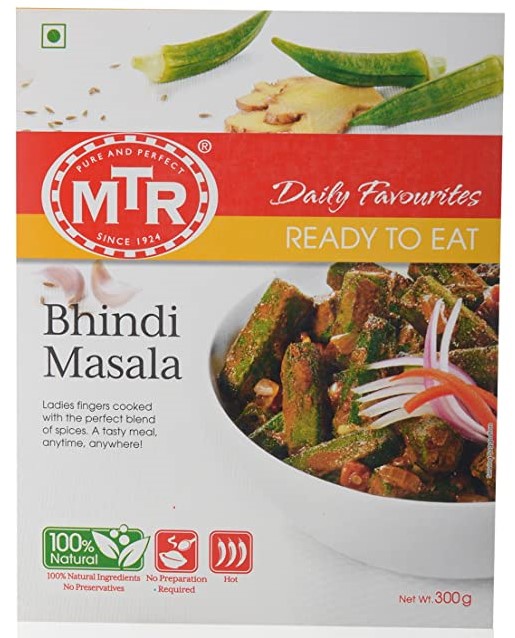 PURE AND PERFECT
MTR
®
SINCE 1924
Daily Favourites
READY TO EAT
Bhindi
Masala
Ladies fingers cooked
with the perfect blend
of spices. A tasty meal,
anytime, anywhere!
100%
Natural
100% Natural Ingredients
No Preservatives
No Preparation
Required
Hot
Net Wt. 300g